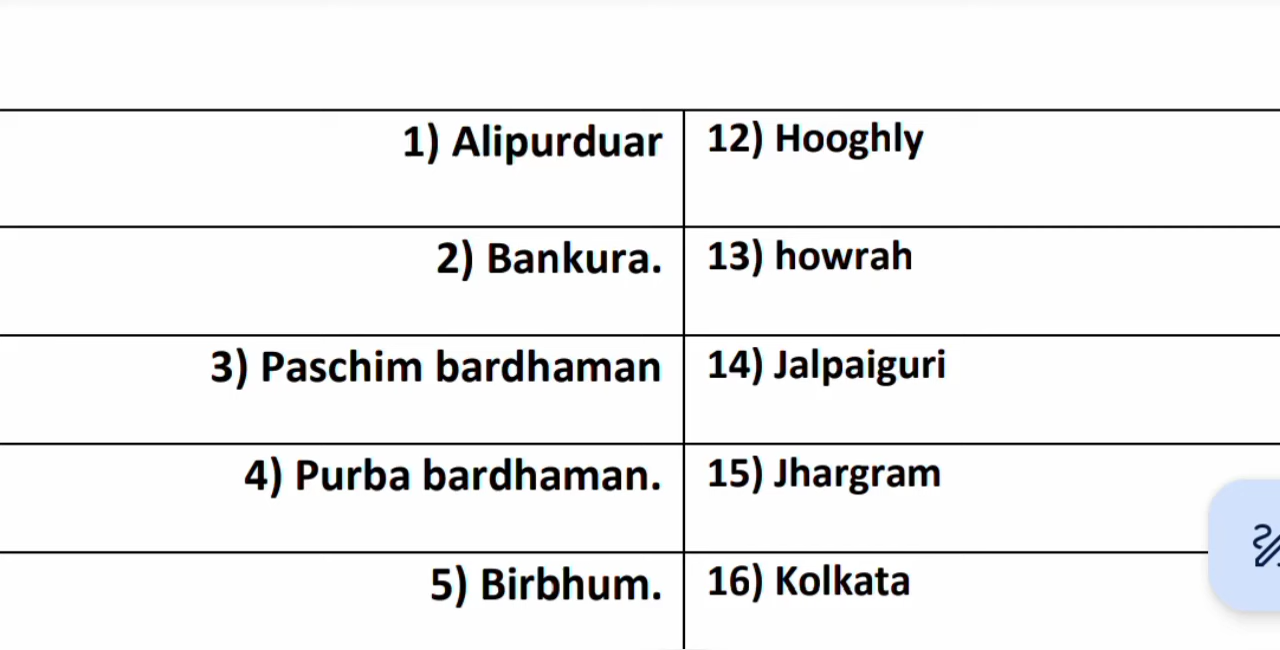 1) Alipurduar
12) Hooghly
2) Bankura.
13) howrah
3) Paschim bardhaman
14) Jalpaiguri
4) Purba bardhaman.
15) Jhargram
5) Birbhum.
16) Kolkata